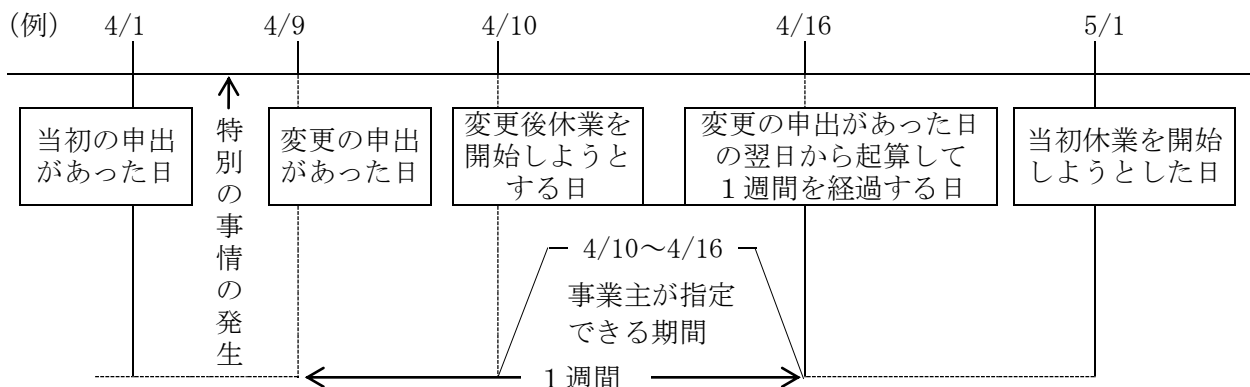 (例) 4/1 4/9 4/10 4/16 5/1
当初の申出
があった日
特別の事情の発生
変更の申出
があった日
変更後休業を
開始しようと
する日
変更の申出があった日
の翌日から起算して
１週間を経過する日
当初休業を開始
しようとした日
4/10～4/16
事業主が指定
できる期間
１週間